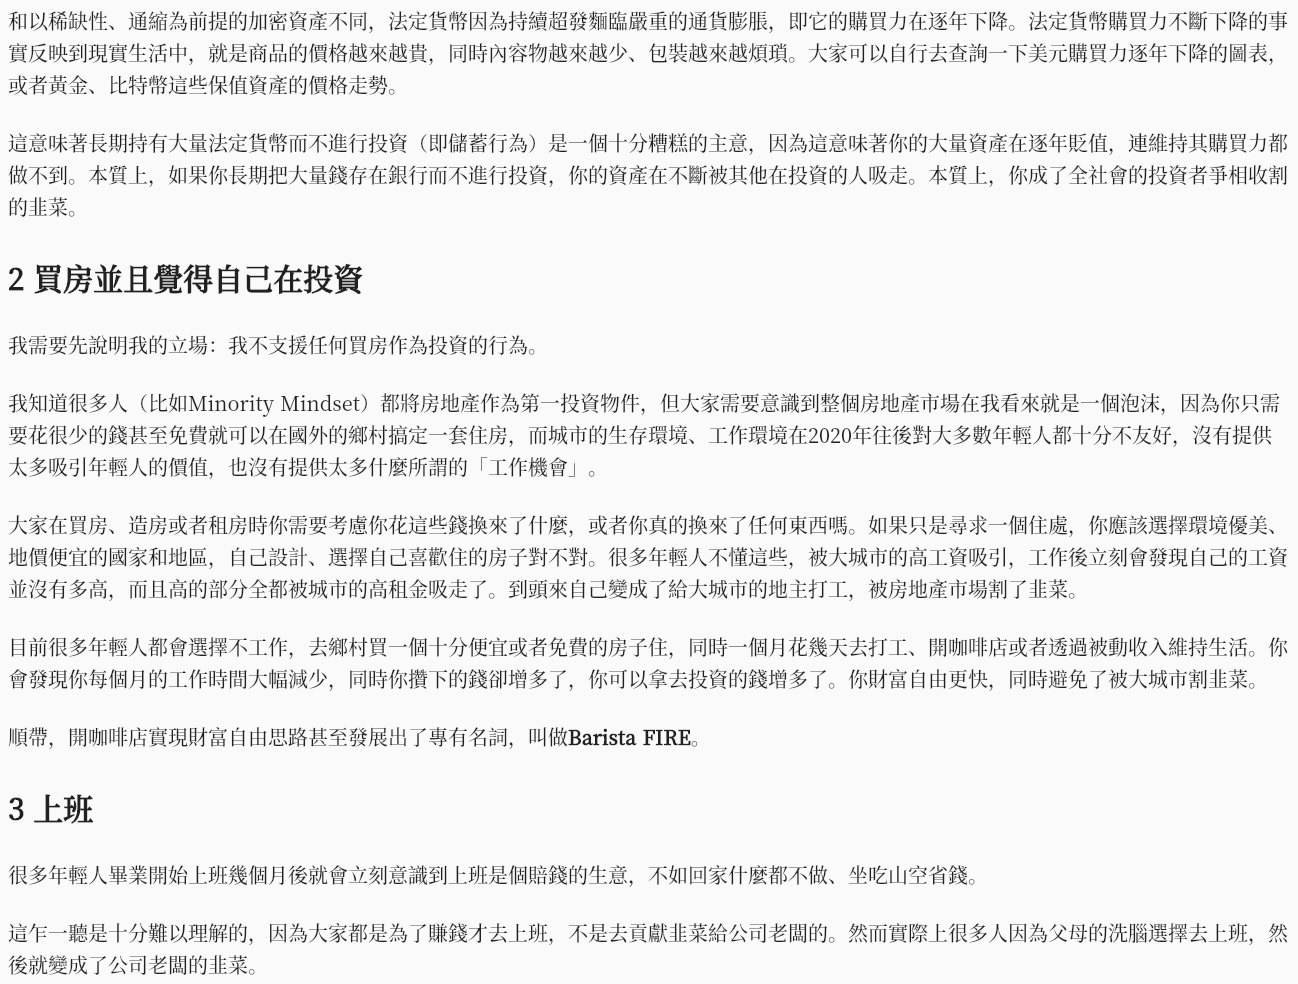 和以稀缺性、通縮為前提的加密資產不同，法定貨幣因為持續超發麵臨嚴重的通貨膨脹，即它的購買力在逐年下降。法定貨幣購買力不斷下降的事
實反映到現實生活中，就是商品的價格越來越貴，同時內容物越來越少、包裝越來越煩瑣。大家可以自行去查詢一下美元購買力逐年下降的圖表，
或者黃金、比特幣這些保值資產的價格走勢。
這意味著長期持有大量法定貨幣而不進行投資（即儲蓄行為）是一個十分糟糕的主意，因為這意味著你的大量資產在逐年貶值，連維持其購買力都
做不到。本質上，如果你長期把大量錢存在銀行而不進行投資，你的資產在不斷被其他在投資的人吸走。本質上，你成了全社會的投資者爭相收割
的韭菜。
2 買房並且覺得自己在投資
我需要先說明我的立場：我不支援任何買房作為投資的行為。
我知道很多人（比如Minority Mindset）都將房地產作為第一投資物件，但大家需要意識到整個房地產市場在我看來就是一個泡沫，因為你只需
要花很少的錢甚至免費就可以在國外的鄉村搞定一套住房，而城市的生存環境、工作環境在2020年往後對大多數年輕人都十分不友好，沒有提供
太多吸引年輕人的價值，也沒有提供太多什麼所謂的「工作機會」。
大家在買房、造房或者租房時你需要考慮你花這些錢換來了什麼，或者你真的換來了任何東西嗎。如果只是尋求一個住處，你應該選擇環境優美、
地價便宜的國家和地區，自己設計、選擇自己喜歡住的房子對不對。很多年輕人不懂這些，被大城市的高工資吸引，工作後立刻會發現自己的工資
並沒有多高，而且高的部分全都被城市的高租金吸走了。到頭來自己變成了給大城市的地主打工，被房地產市場割了韭菜。
目前很多年輕人都會選擇不工作，去鄉村買一個十分便宜或者免費的房子住，同時一個月花幾天去打工、開咖啡店或者透過被動收入維持生活。你
會發現你每個月的工作時間大幅減少，同時你攢下的錢卻增多了，你可以拿去投資的錢增多了。你財富自由更快，同時避免了被大城市割韭菜。
順帶，開咖啡店實現財富自由思路甚至發展出了專有名詞，叫做Barista FIRE。
3 上班
很多年輕人畢業開始上班幾個月後就會立刻意識到上班是個賠錢的生意，不如回家什麼都不做、坐吃山空省錢。
這乍一聽是十分難以理解的，因為大家都是為了賺錢才去上班，不是去貢獻韭菜給公司老闆的。然而實際上很多人因為父母的洗腦選擇去上班，然
後就變成了公司老闆的韭菜。